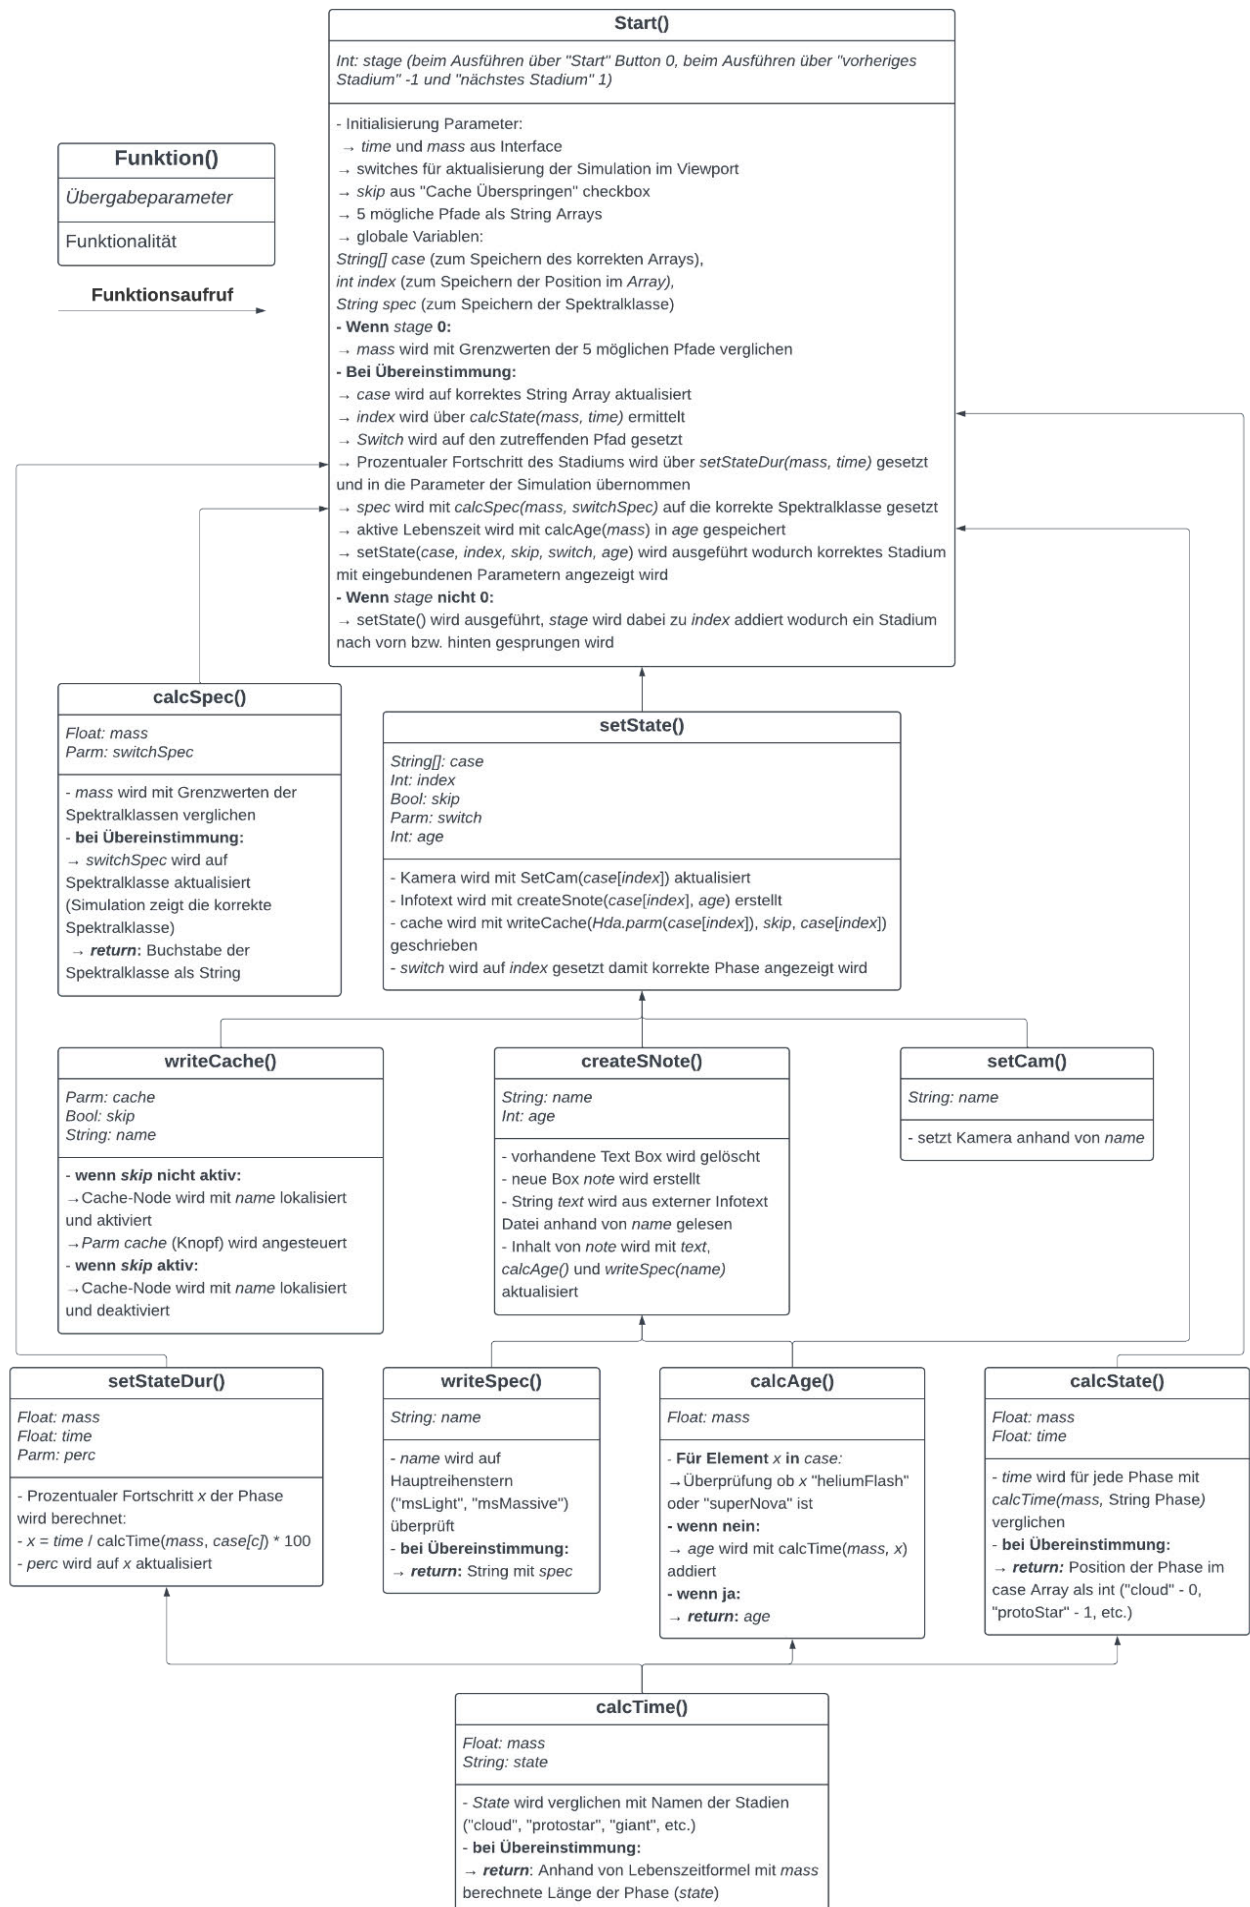 Start()
Int: stage (beim Ausführen über "Start" Button 0, beim Ausführen über "vorheriges
Stadium" -1 und "nächstes Stadium" 1)
- Initialisierung Parameter:
→ time und mass aus Interface
→ switches für aktualisierung der Simulation im Viewport
→ skip aus "Cache Überspringen" checkbox
→ 5 mögliche Pfade als String Arrays
→ globale Variablen:
String[] case (zum Speichern des korrekten Arrays),
int index (zum Speichern der Position im Array),
String spec (zum Speichern der Spektralklasse)
- Wenn stage 0:
→ mass wird mit Grenzwerten der 5 möglichen Pfade verglichen
- Bei Übereinstimmung:
→ case wird auf korrektes String Array aktualisiert
→ index wird über calcState(mass, time) ermittelt
→ Switch wird auf den zutreffenden Pfad gesetzt
→ Prozentualer Fortschritt des Stadiums wird über setStateDur(mass, time) gesetzt
und in die Parameter der Simulation übernommen
→ spec wird mit calcSpec(mass, switchSpec) auf die korrekte Spektralklasse gesetzt
→ aktive Lebenszeit wird mit calcAge(mass) in age gespeichert
→ setState(case, index, skip, switch, age) wird ausgeführt wodurch korrektes Stadium
mit eingebundenen Parametern angezeigt wird
- Wenn stage nicht 0:
→ setState() wird ausgeführt, stage wird dabei zu index addiert wodurch ein Stadium
nach vorn bzw. hinten gesprungen wird
Funktion()
Übergabeparameter
Funktionalität
Funktionsaufruf
calcSpec()
Float: mass
Parm: switchSpec
- mass wird mit Grenzwerten der
Spektralklassen verglichen
- bei Übereinstimmung:
→ switchSpec wird auf
Spektralklasse aktualisiert
(Simulation zeigt die korrekte
Spektralklasse)
→ return: Buchstabe der
Spektralklasse als String
setState()
String[]: case
Int: index
Bool: skip
Parm: switch
Int: age
- Kamera wird mit SetCam(case[index]) aktualisiert
- Infotext wird mit createSnote(case[index], age) erstellt
- cache wird mit writeCache(Hda.parm(case[index]), skip, case[index])
geschrieben
- switch wird auf index gesetzt damit korrekte Phase angezeigt wird
writeCache()
Parm: cache
Bool: skip
String: name
- wenn skip nicht aktiv:
→Cache-Node wird mit name lokalisiert
und aktiviert
→Parm cache (Knopf) wird angesteuert
- wenn skip aktiv:
→Cache-Node wird mit name lokalisiert
und deaktiviert
createSNote()
String: name
Int: age
- vorhandene Text Box wird gelöscht
- neue Box note wird erstellt
- String text wird aus externer Infotext
Datei anhand von name gelesen
- Inhalt von note wird mit text,
calcAge() und writeSpec(name)
aktualisiert
setCam()
String: name
- setzt Kamera anhand von name
setStateDur()
Float: mass
Float: time
Parm: perc
- Prozentualer Fortschritt x der Phase
wird berechnet:
- x = time / calcTime(mass, case[c]) * 100
- perc wird auf x aktualisiert
writeSpec()
String: name
- name wird auf
Hauptreihenstern
("msLight", "msMassive")
überprüft
- bei Übereinstimmung:
→ return: String mit spec
calcAge()
Float: mass
- Für Element x in case:
→Überprüfung ob x "heliumFlash"
oder "superNova" ist
- wenn nein:
→ age wird mit calcTime(mass, x)
addiert
- wenn ja:
→ return: age
calcState()
Float: mass
Float: time
- time wird für jede Phase mit
calcTime(mass, String Phase)
verglichen
- bei Übereinstimmung:
→ return: Position der Phase im
case Array als int ("cloud" - 0,
"protoStar" - 1, etc.)
calcTime()
Float: mass
String: state
- State wird verglichen mit Namen der Stadien
("cloud", "protostar", "giant", etc.)
- bei Übereinstimmung:
→ return: Anhand von Lebenszeitformel mit mass
berechnete Länge der Phase (state)